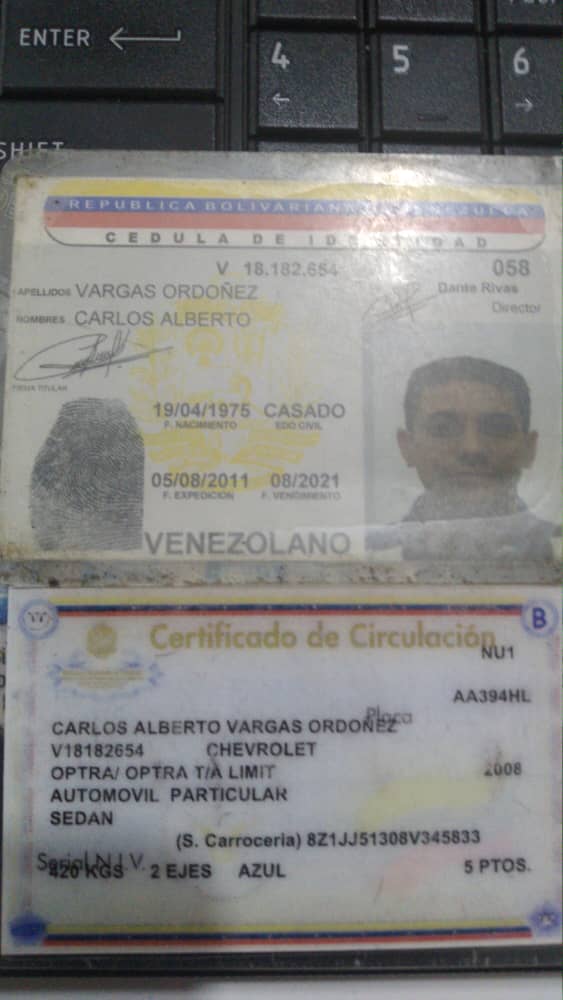 ENTER
4
5
6
SHIFT
REPUBLICA BOLIVARIANA DE VENEZUELA
CEDULA DE IDENTIDAD
V 18.182.654 058
APELLIDOS VARGAS ORDOÑEZ Dante Rivas
Director
NOMBRES CARLOS ALBERTO
FIRMA TITULAR
19/04/1975 CASADO
F. NACIMIENTO EDO CIVIL
05/08/2011 08/2021
F. EXPEDICION F. VENCIMIENTO
VENEZOLANO
B
Certificado de Circulación
NU1
AA394HL
Placa
CARLOS ALBERTO VARGAS ORDOÑEZ
V18182654 CHEVROLET
OPTRA/ OPTRA T/A LIMIT 2008
AUTOMOVIL PARTICULAR
SEDAN
(S. Carroceria) 8Z1JJ51308V345833
Serial N.I.V.
420 KGS 2 EJES AZUL 5 PTOS.